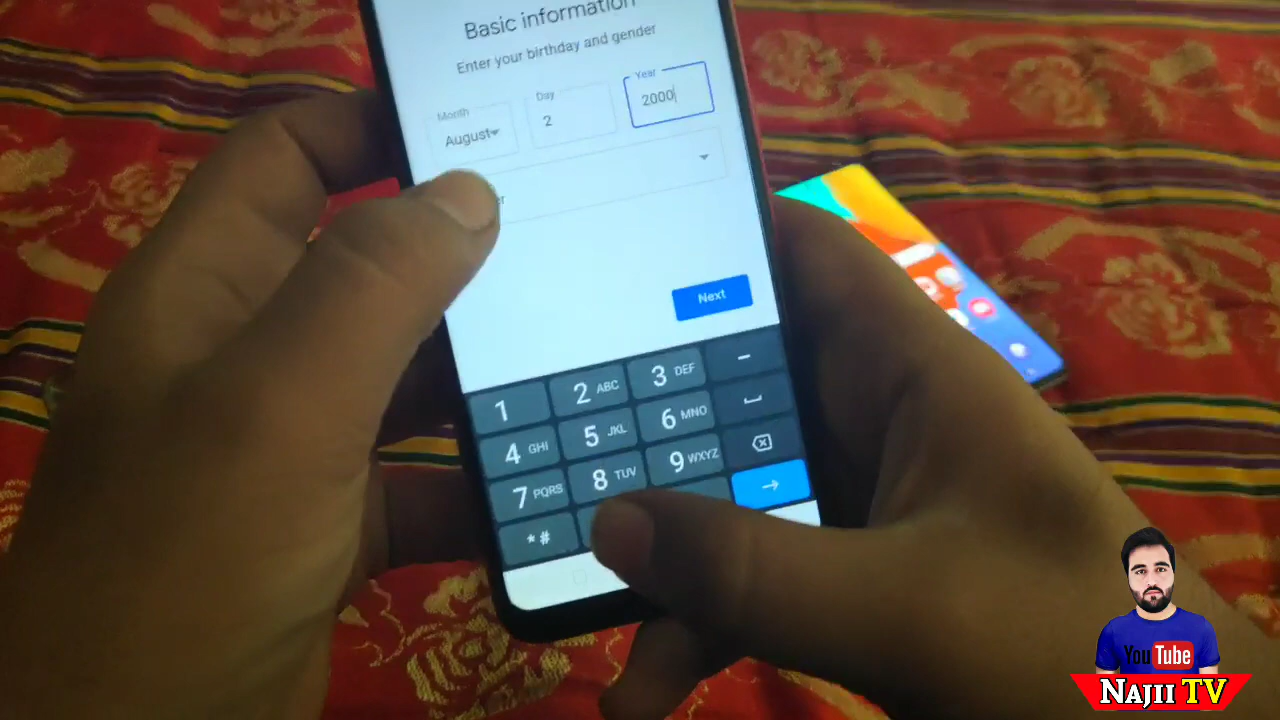 Basic information
Enter your birthday and gender
Month
Day
Year
August
2
2000
Next
1
2 ABC
3 DEF
-
4 GHI
5 JKL
6 MNO
7 PQRS
8 TUV
9 WXYZ
*#
YouTube
NAJII TV